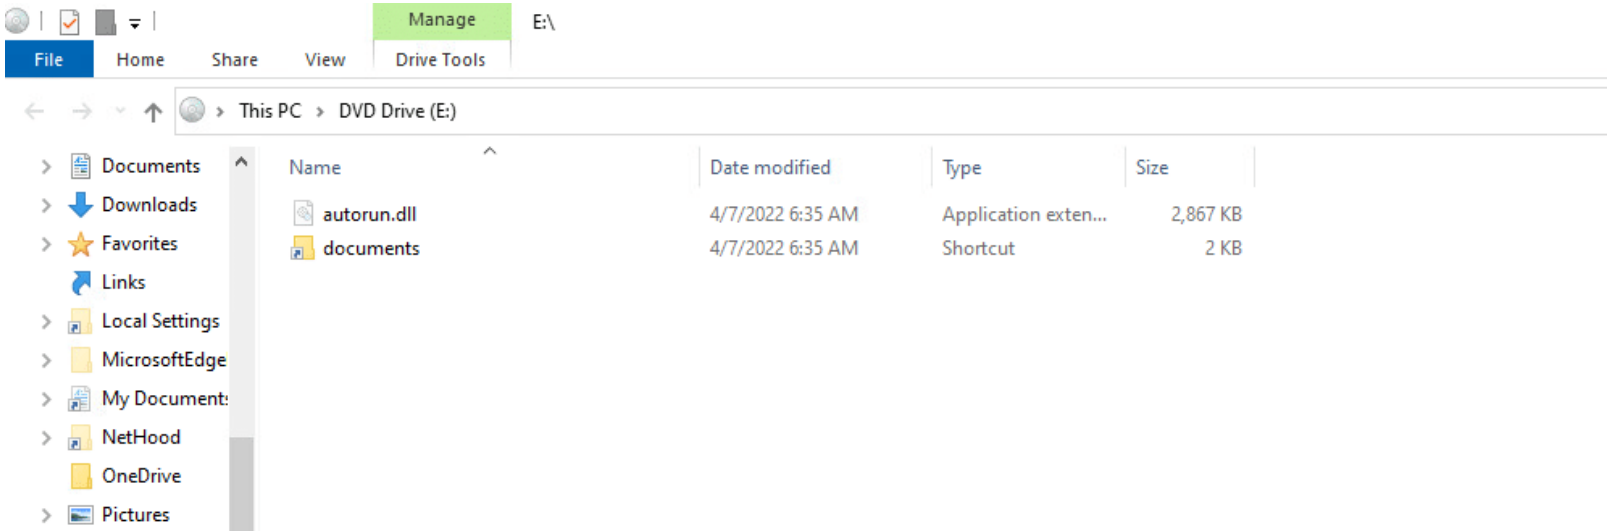 Manage E:\
File Home Share View Drive Tools
This PC > DVD Drive (E:)
Documents
Downloads
Favorites
Links
Local Settings
MicrosoftEdge
My Documents
NetHood
OneDrive
Pictures
Name Date modified Type Size
autorun.dll 4/7/2022 6:35 AM Application exten... 2,867 KB
documents 4/7/2022 6:35 AM Shortcut 2 KB